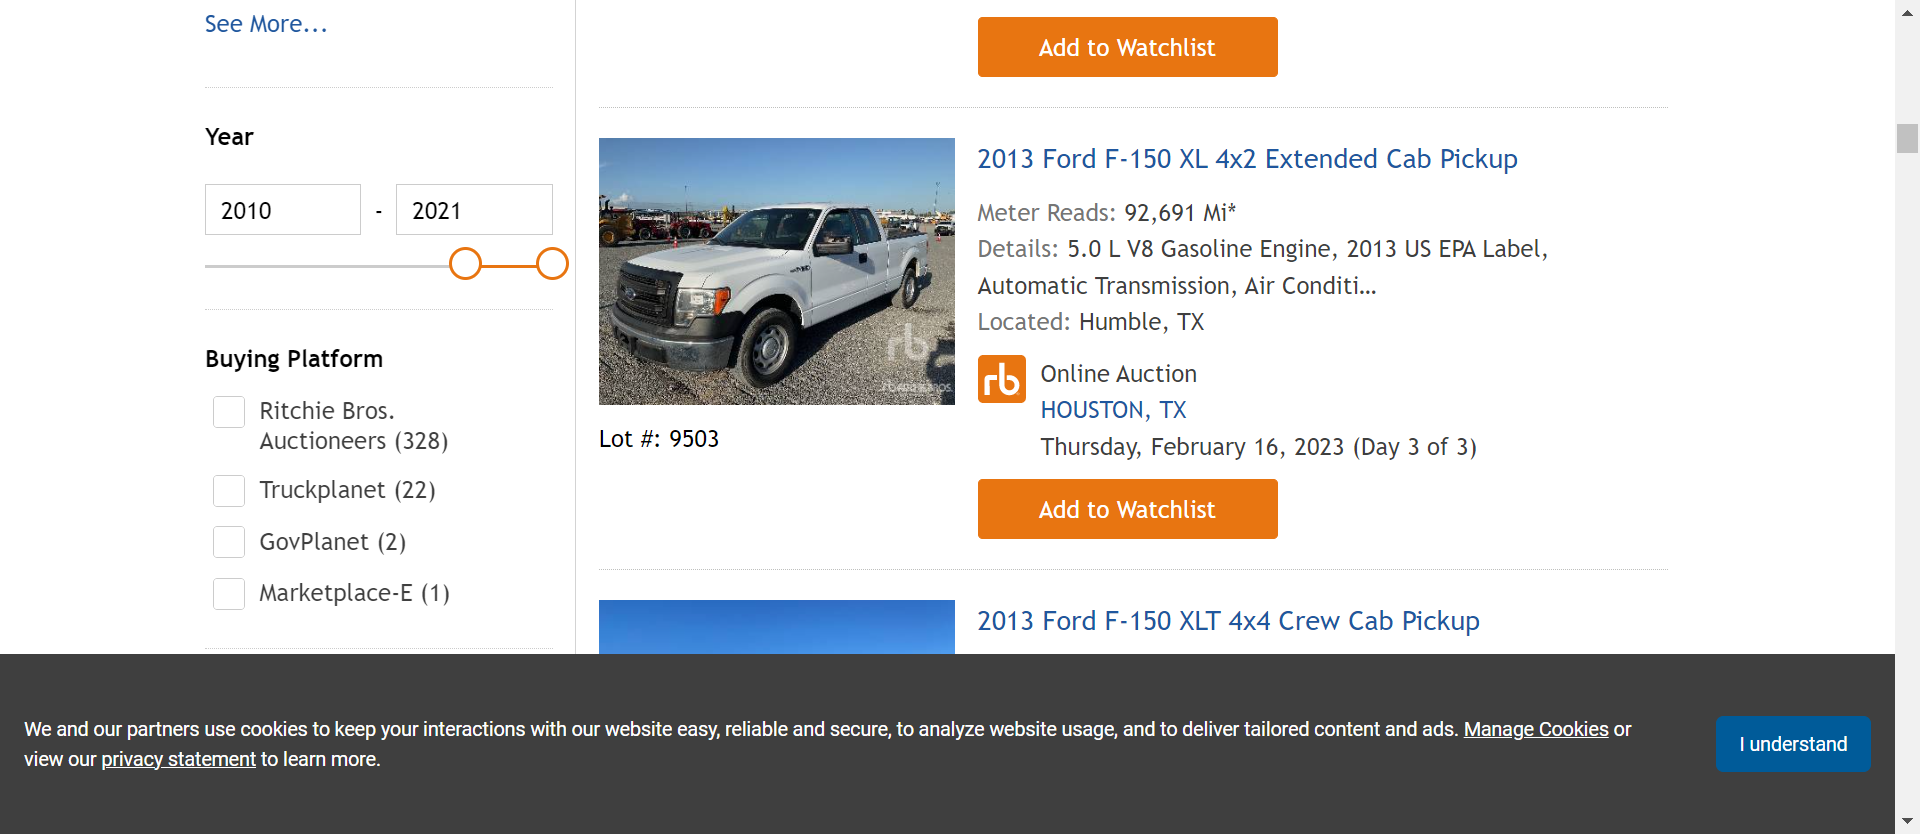 See More...
Year
2010 - 2021
Buying Platform
Ritchie Bros.
Auctioneers (328)
Truckplanet (22)
GovPlanet (2)
Marketplace-E (1)
Add to Watchlist
2013 Ford F-150 XL 4x2 Extended Cab Pickup
Meter Reads: 92,691 Mi*
Details: 5.0 L V8 Gasoline Engine, 2013 US EPA Label,
Automatic Transmission, Air Conditi...
Located: Humble, TX
rb
Lot #: 9503
rb
Online Auction
HOUSTON, TX
Thursday, February 16, 2023 (Day 3 of 3)
Add to Watchlist
2013 Ford F-150 XLT 4x4 Crew Cab Pickup
We and our partners use cookies to keep your interactions with our website easy, reliable and secure, to analyze website usage, and to deliver tailored content and ads. Manage Cookies or
view our privacy statement to learn more.
I understand